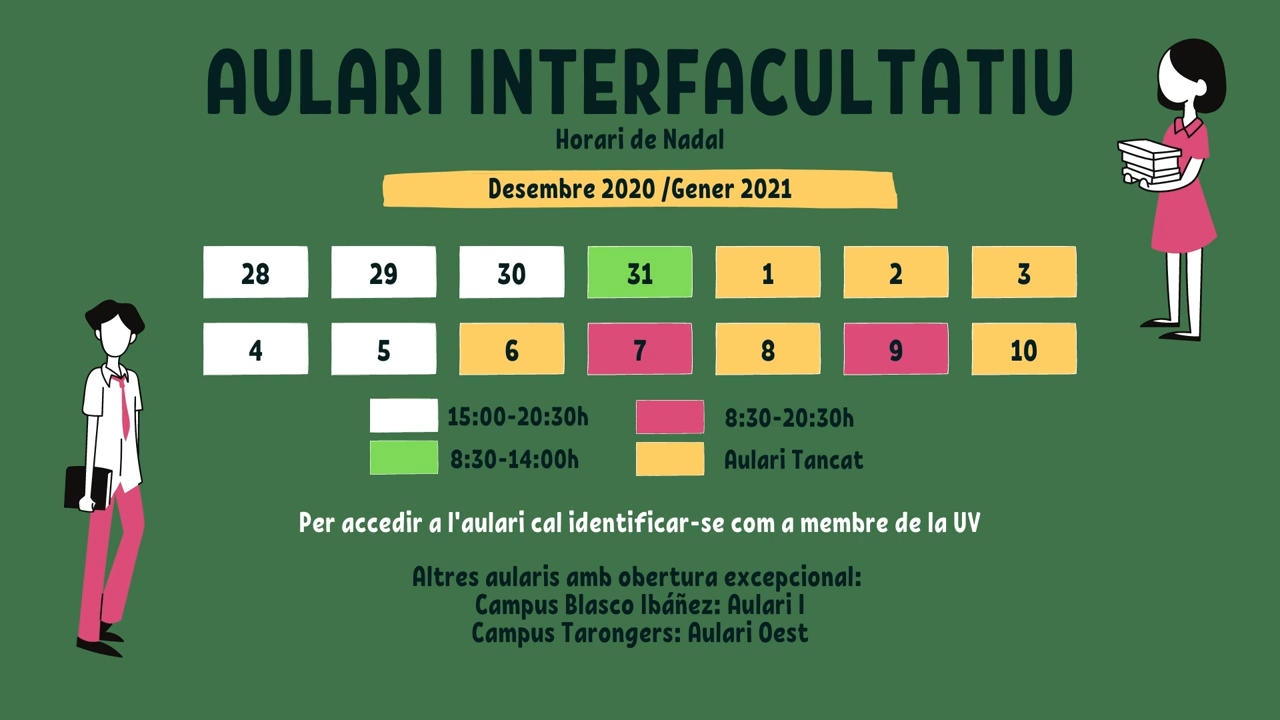 AULARI INTERFACULTATIU
Horari de Nadal
Desembre 2020 /Gener 2021
28 29 30 31 1 2 3
4 5 6 7 8 9 10
15:00-20:30h 8:30-20:30h
8:30-14:00h Aulari Tancat
Per accedir a l'aulari cal identificar-se com a membre de la UV
Altres aularis amb obertura excepcional:
Campus Blasco Ibáñez: Aulari I
Campus Tarongers: Aulari Oest